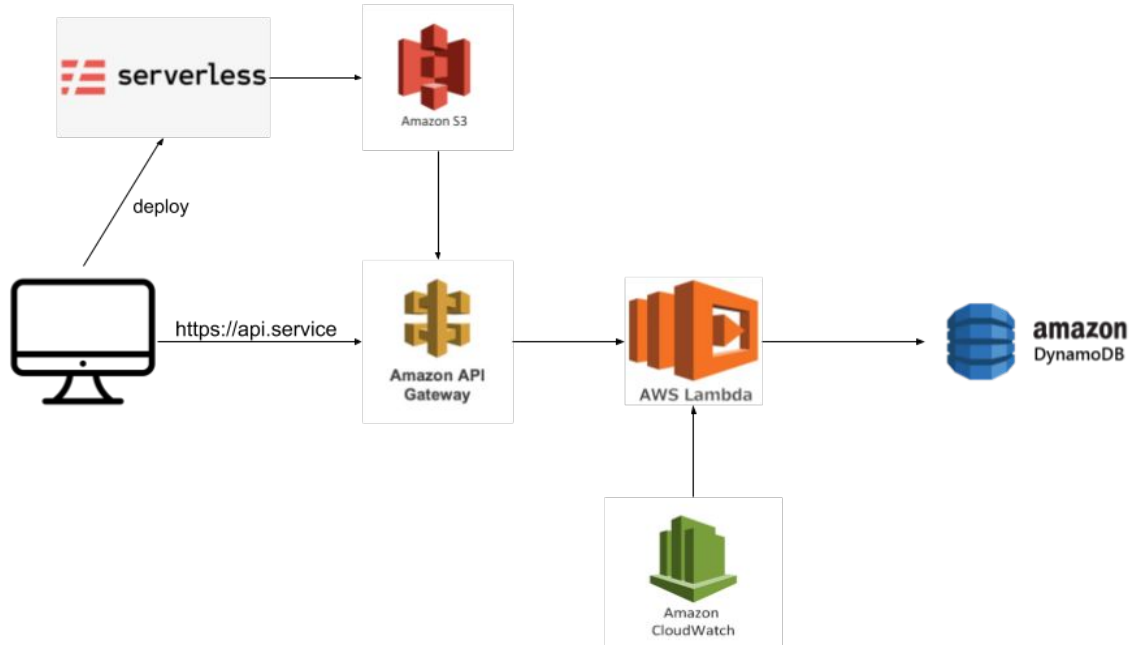 serverless
Amazon S3
deploy
https://api.service
Amazon API
Gateway
AWS Lambda
amazon
DynamoDB
Amazon
CloudWatch